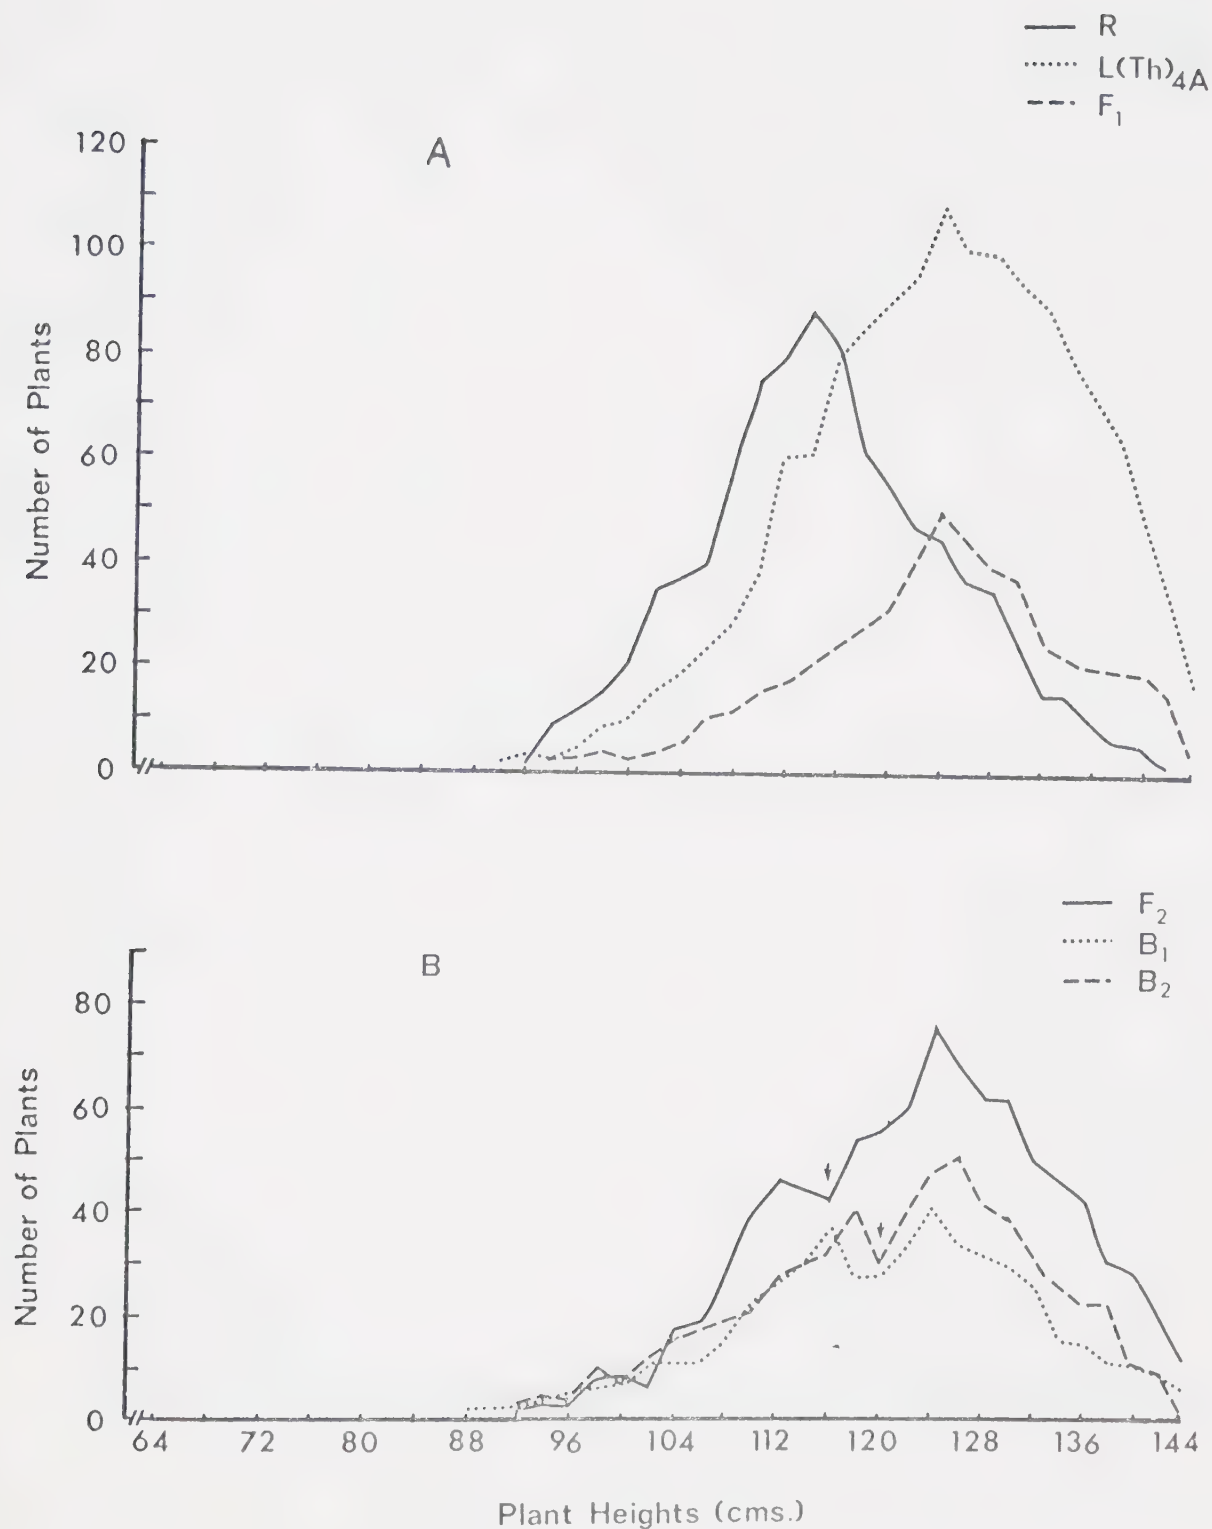 R
L(Th)4A
F1
A
120
100
80
60
40
20
0
Number of Plants
F2
B1
B2
B
80
60
40
20
0
Number of Plants
64 72 80 88 96 104 112 120 128 136 144
Plant Heights (cms.)